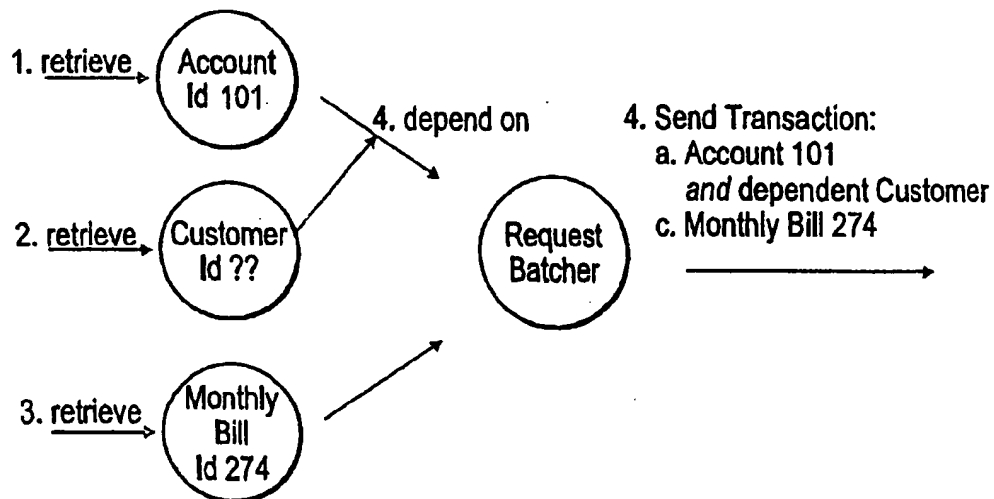 1. retrieve
Account
Id 101
4. depend on
4. Send Transaction:
a. Account 101
and dependent Customer
c. Monthly Bill 274
2. retrieve
Customer
Id ??
Request
Batcher
3. retrieve
Monthly
Bill
Id 274